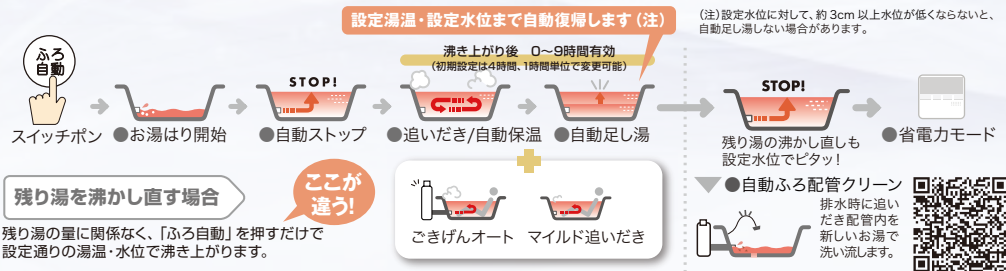 設定湯温・設定水位まで自動復帰します(注)
(注)設定水位に対して、約3cm以上水位が低くならないと、
自動足し湯しない場合があります。
沸き上がり後 0〜9時間有効
(初期設定は4時間、1時間単位で変更可能)
ふろ
自動
スイッチポン
●お湯はり開始
STOP!
●自動ストップ
●追いだき/自動保温
●自動足し湯
STOP!
残り湯の沸かし直しも
設定水位でピタッ!
●省電力モード
残り湯を沸かし直す場合
ここが
違う!
残り湯の量に関係なく、「ふろ自動」を押すだけで
設定通りの湯温・水位で沸き上がります。
ごきげんオート
マイルド追いだき
●自動ふろ配管クリーン
排水時に追い
だき配管内を
新しいお湯で
洗い流します。